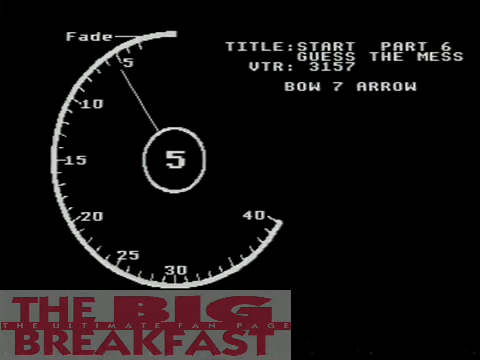 Fade
TITLE:START PART 6
GUESS THE MESS
VTR: 3157
BOW 7 ARROW
5
10
15
5
20
40
25
30
THE BIG
THE ULTIMATE FAN PAGE
BREAKFAST